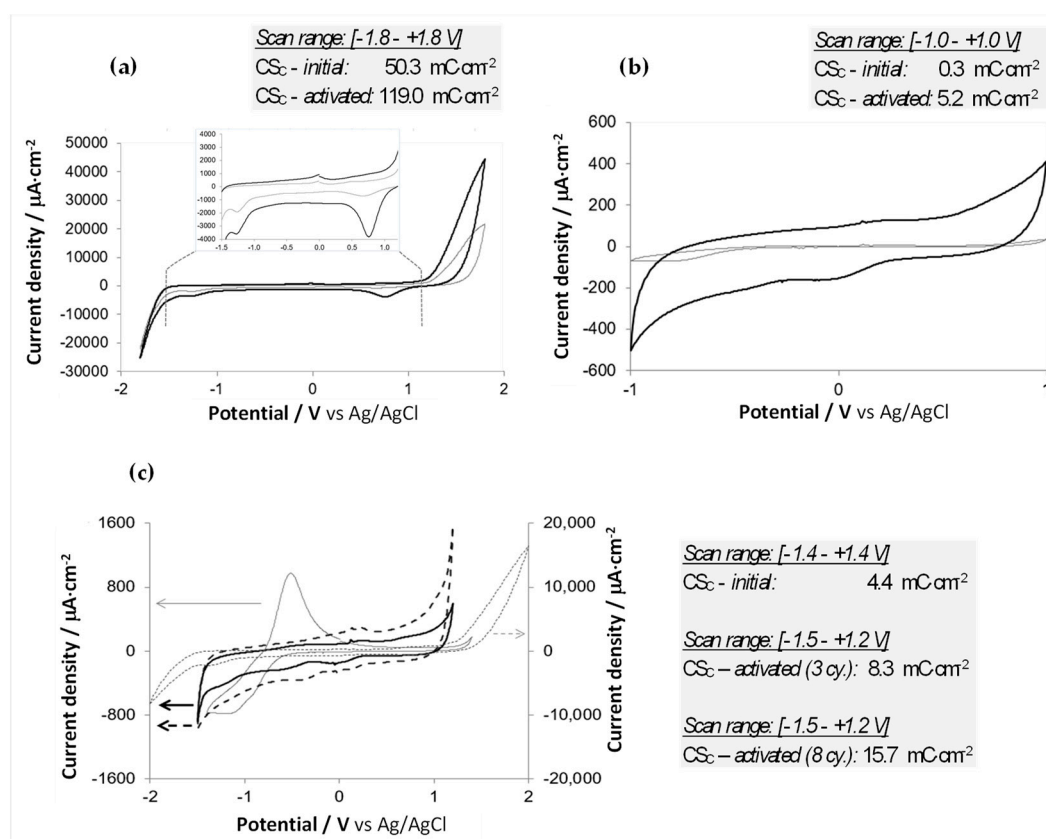 (a)
Scan range: [-1.8 - +1.8 V]
CSc - initial: 50.3 mC·cm-2
CSc - activated: 119.0 mC·cm-2
Current density / µA·cm-2
50000
40000
30000
20000
10000
0
-10000
-20000
-30000
-2
-1
0
1
2
Potential / V vs Ag/AgCl
4000
3000
2000
1000
0
-1000
-2000
-3000
-4000
-1.5
-1.0
-0.5
0.0
0.5
1.0
(b)
Scan range: [-1.0 - +1.0 V]
CSc - initial: 0.3 mC·cm-2
CSc - activated: 5.2 mC·cm-2
Current density / µA·cm-2
600
400
200
0
-200
-400
-600
-1
0
1
Potential / V vs Ag/AgCl
(c)
Current density / µA·cm-2
1600
800
0
-800
-1600
-2
-1
0
1
2
Potential / V vs Ag/AgCl
20,000
10,000
0
-10,000
-20,000
Current density / µA·cm-2
Scan range: [-1.4 - +1.4 V]
CSc - initial: 4.4 mC·cm-2
Scan range: [-1.5 - +1.2 V]
CSc – activated (3 cy.): 8.3 mC·cm-2
Scan range: [-1.5 - +1.2 V]
CSc – activated (8 cy.): 15.7 mC·cm-2